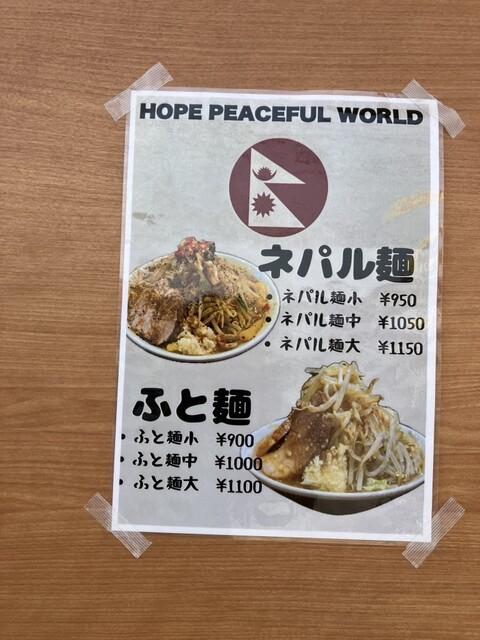 HOPE PEACEFUL WORLD
ネパル麺
• ネパル麺小 ¥950
• ネパル麺中 ¥1050
• ネパル麺大 ¥1150
ふと麺
• ふと麺小 ¥900
• ふと麺中 ¥1000
• ふと麺大 ¥1100